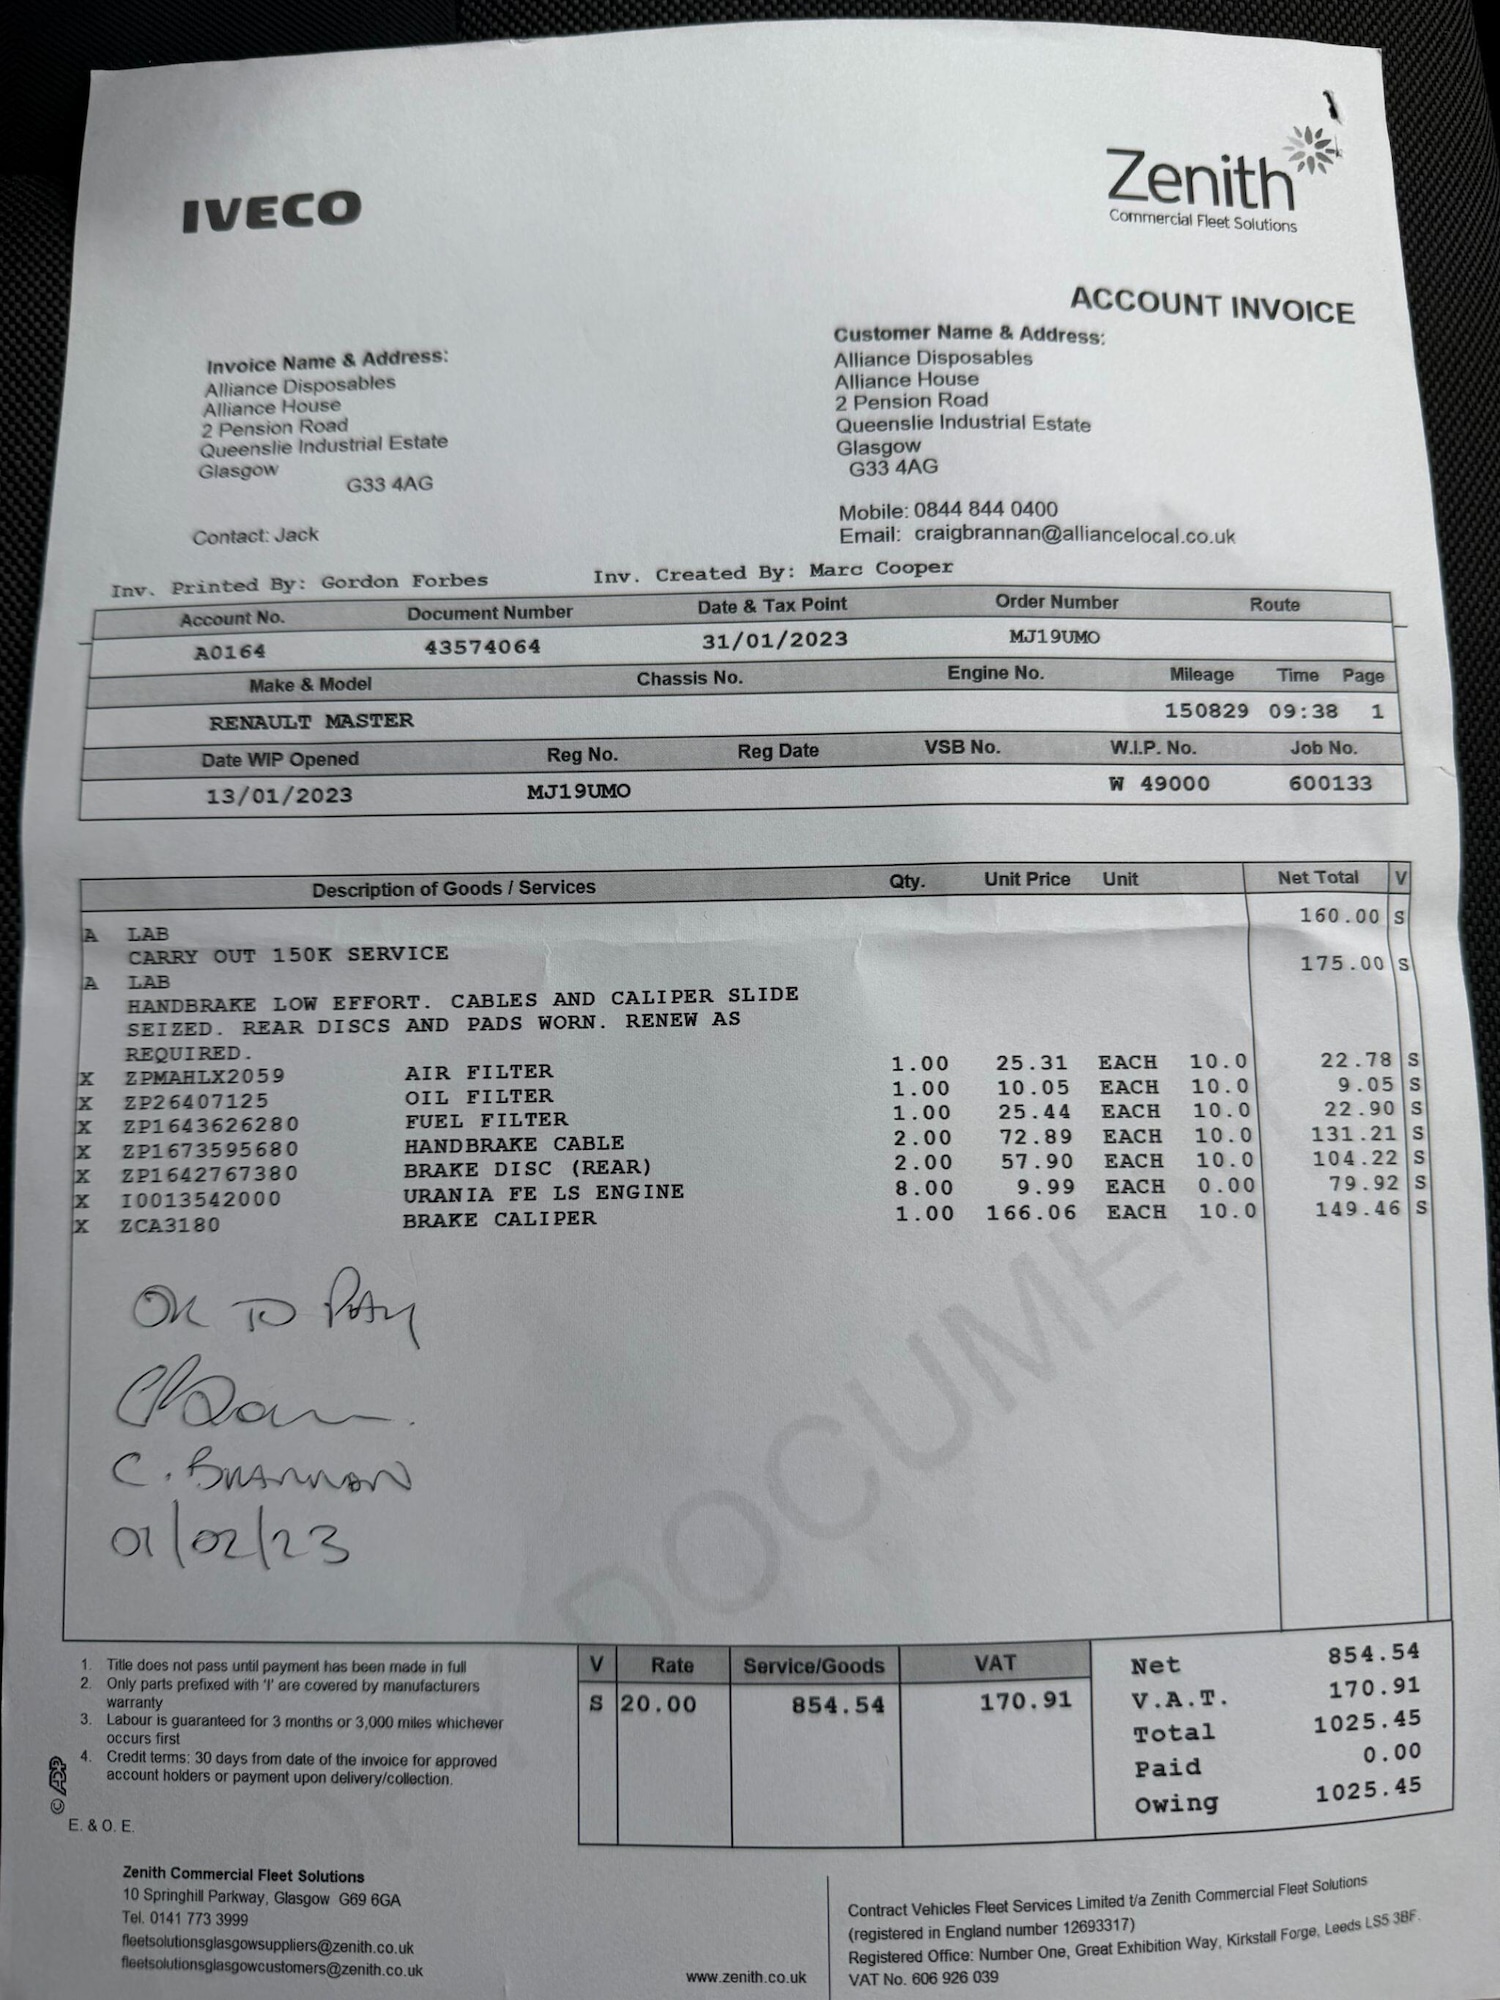 IVECO
Zenith
Commercial Fleet Solutions
ACCOUNT INVOICE
Invoice Name & Address:
Alliance Disposables
Alliance House
2 Pension Road
Queenslie Industrial Estate
Glasgow
G33 4AG
Contact: Jack
Customer Name & Address:
Alliance Disposables
Alliance House
2 Pension Road
Queenslie Industrial Estate
Glasgow
G33 4AG
Mobile: 0844 844 0400
Email: craigbrannan@alliancelocal.co.uk
Inv. Printed By: Gordon Forbes Inv. Created By: Marc Cooper
Account No. Document Number Date & Tax Point Order Number Route
A0164 43574064 31/01/2023 MJ19UMO
Make & Model Chassis No. Engine No. Mileage Time Page
RENAULT MASTER 150829 09:38 1
Date WIP Opened Reg No. Reg Date VSB No. W.I.P. No. Job No.
13/01/2023 MJ19UMO W 49000 600133
Description of Goods / Services Qty. Unit Price Unit Net Total V
A LAB 160.00 S
CARRY OUT 150K SERVICE
A LAB 175.00 S
HANDBRAKE LOW EFFORT. CABLES AND CALIPER SLIDE
SEIZED. REAR DISCS AND PADS WORN. RENEW AS
REQUIRED.
X ZPMAHLX2059 AIR FILTER 1.00 25.31 EACH 10.0 22.78 S
X ZP26407125 OIL FILTER 1.00 10.05 EACH 10.0 9.05 S
X ZP1643626280 FUEL FILTER 1.00 25.44 EACH 10.0 22.90 S
X ZP1673595680 HANDBRAKE CABLE 2.00 72.89 EACH 10.0 131.21 S
X ZP1642767380 BRAKE DISC (REAR) 2.00 57.90 EACH 10.0 104.22 S
X I0013542000 URANIA FE LS ENGINE 8.00 9.99 EACH 0.00 79.92 S
X ZCA3180 BRAKE CALIPER 1.00 166.06 EACH 10.0 149.46 S
OK TO PAY
C. BRANNAN
01/02/23
DOCUMENT
1. Title does not pass until payment has been made in full
2. Only parts prefixed with 'I' are covered by manufacturers
warranty
3. Labour is guaranteed for 3 months or 3,000 miles whichever
occurs first
4. Credit terms: 30 days from date of the invoice for approved
account holders or payment upon delivery/collection.
© ADP
E. & O. E.
V Rate Service/Goods VAT
S 20.00 854.54 170.91
Net 854.54
V.A.T. 170.91
Total 1025.45
Paid 0.00
Owing 1025.45
Zenith Commercial Fleet Solutions
10 Springhill Parkway, Glasgow G69 6GA
Tel. 0141 773 3999
fleetsolutionsglasgowsuppliers@zenith.co.uk
fleetsolutionsglasgowcustomers@zenith.co.uk
www.zenith.co.uk
Contract Vehicles Fleet Services Limited t/a Zenith Commercial Fleet Solutions
(registered in England number 12693317)
Registered Office: Number One, Great Exhibition Way, Kirkstall Forge, Leeds LS5 3BF.
VAT No. 606 926 039